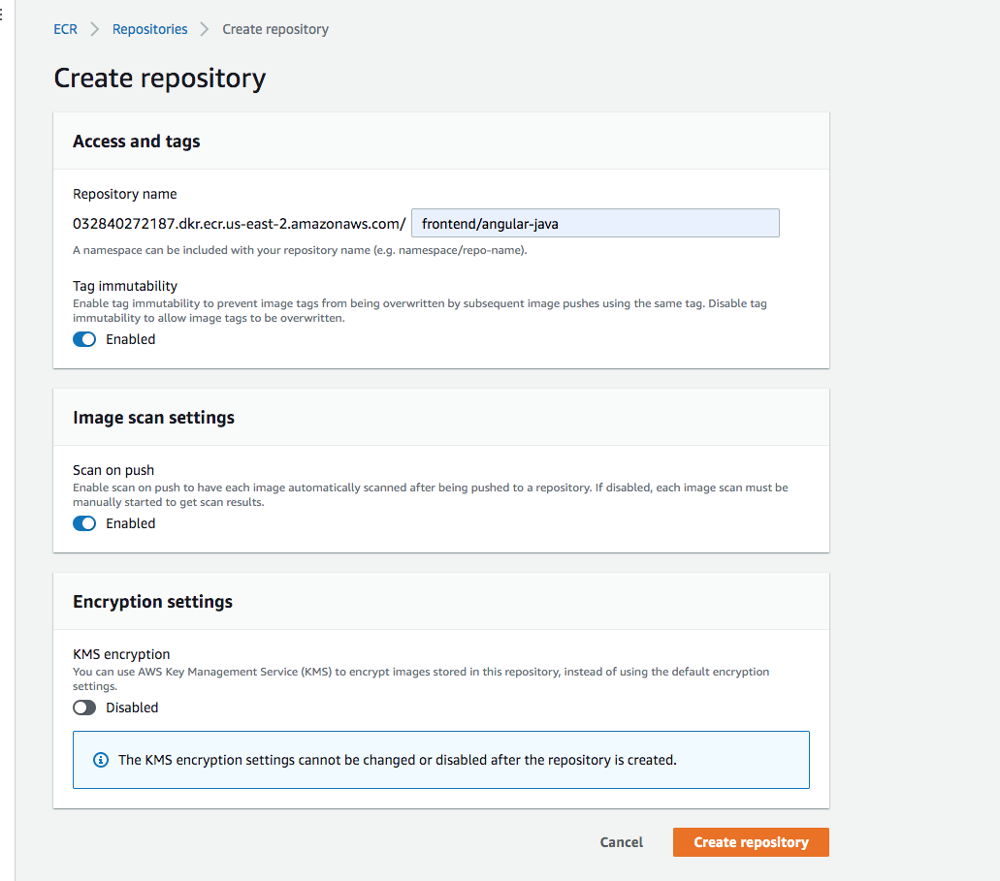 ECR > Repositories > Create repository
Create repository
Access and tags
Repository name
032840272187.dkr.ecr.us-east-2.amazonaws.com/ frontend/angular-java
A namespace can be included with your repository name (e.g. namespace/repo-name).
Tag immutability
Enable tag immutability to prevent image tags from being overwritten by subsequent image pushes using the same tag. Disable tag
immutability to allow image tags to be overwritten.
Enabled
Image scan settings
Scan on push
Enable scan on push to have each image automatically scanned after being pushed to a repository. If disabled, each image scan must be
manually started to get scan results.
Enabled
Encryption settings
KMS encryption
You can use AWS Key Management Service (KMS) to encrypt images stored in this repository, instead of using the default encryption
settings.
Disabled
The KMS encryption settings cannot be changed or disabled after the repository is created.
Cancel Create repository